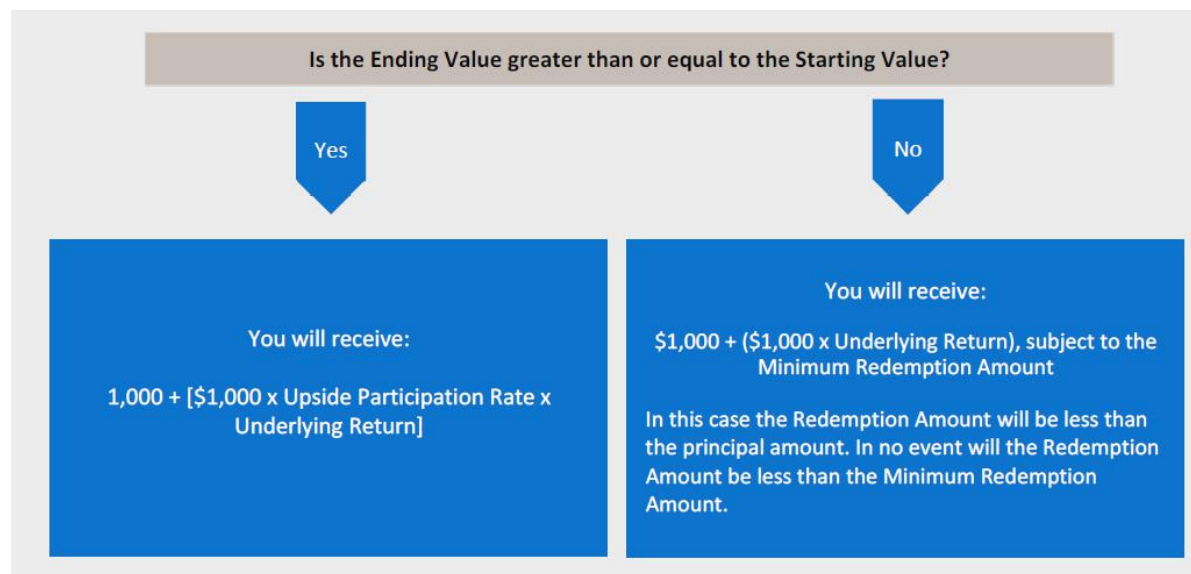 Is the Ending Value greater than or equal to the Starting Value?
Yes
No
You will receive:
1,000 + [$1,000 x Upside Participation Rate x
Underlying Return]
You will receive:
$1,000 + ($1,000 x Underlying Return), subject to the
Minimum Redemption Amount
In this case the Redemption Amount will be less than
the principal amount. In no event will the Redemption
Amount be less than the Minimum Redemption
Amount.